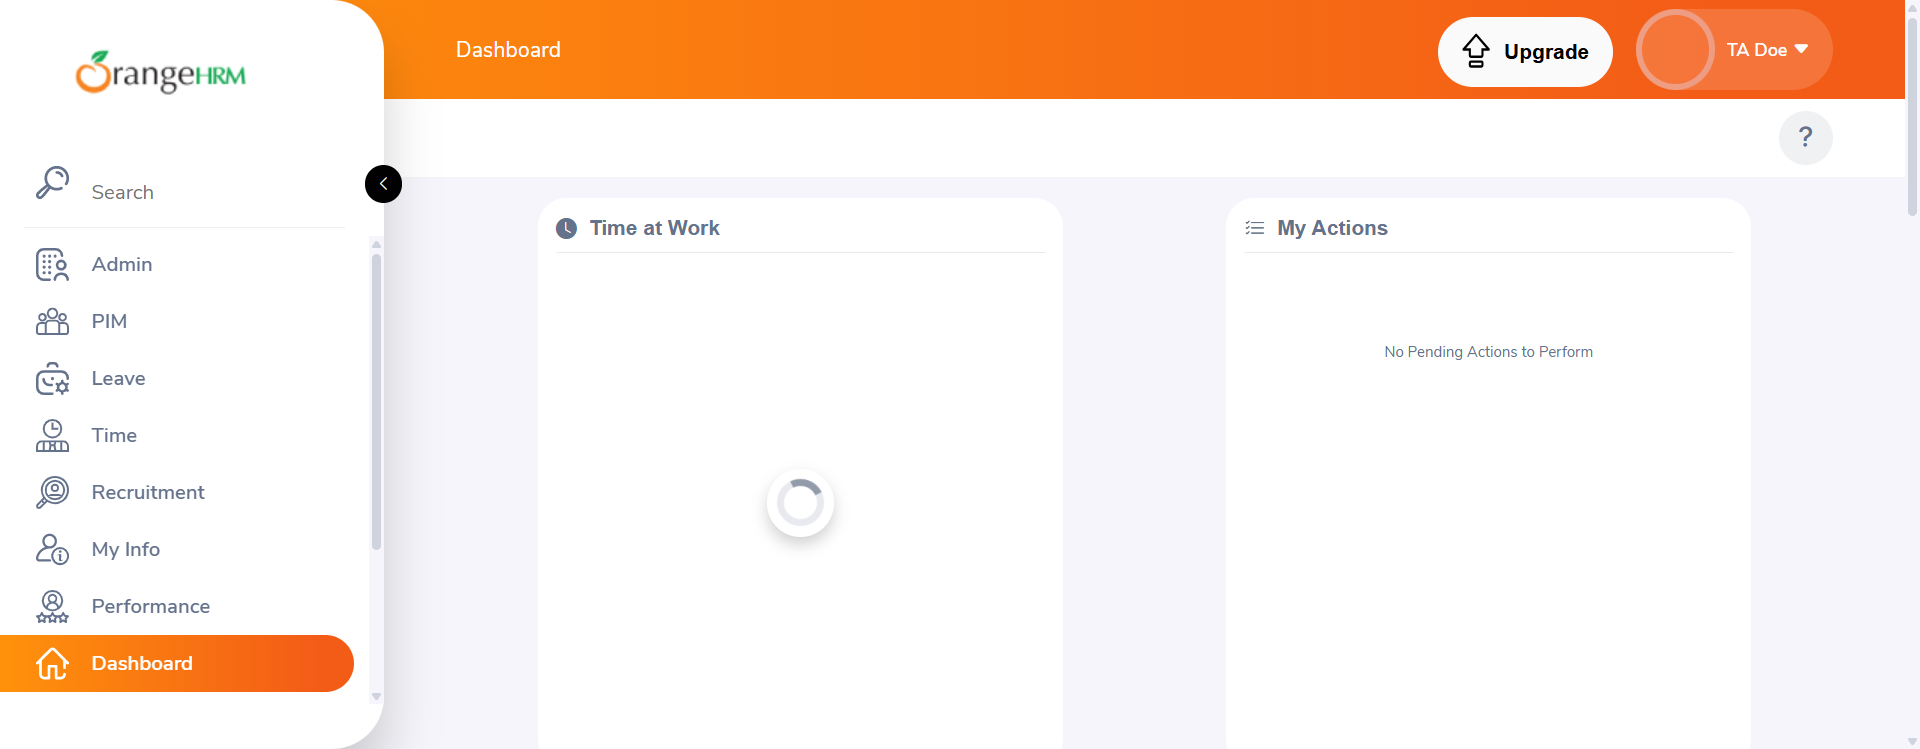 OrangeHRM
Dashboard
Upgrade
TA Doe
?
Search
Admin
PIM
Leave
Time
Recruitment
My Info
Performance
Dashboard
Time at Work
My Actions
No Pending Actions to Perform